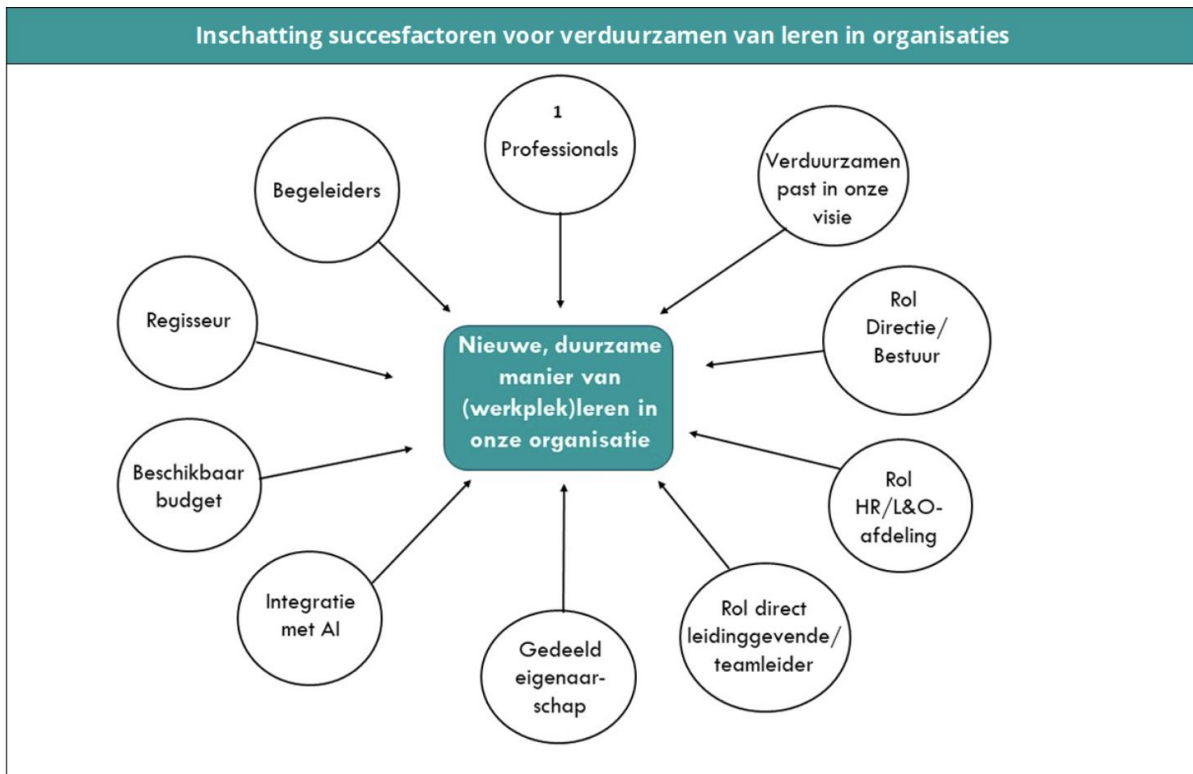 Inschatting succesfactoren voor verduurzamen van leren in organisaties
1
Professionals
Verduurzamen
past in onze
visie
Rol
Directie/
Bestuur
Rol
HR/L&O-
afdeling
Rol direct
leidinggevende/
teamleider
Gedeeld
eigenaar-
schap
Integratie
met AI
Beschikbaar
budget
Regisseur
Begeleiders
Nieuwe, duurzame
manier van
(werkplek)leren in
onze organisatie